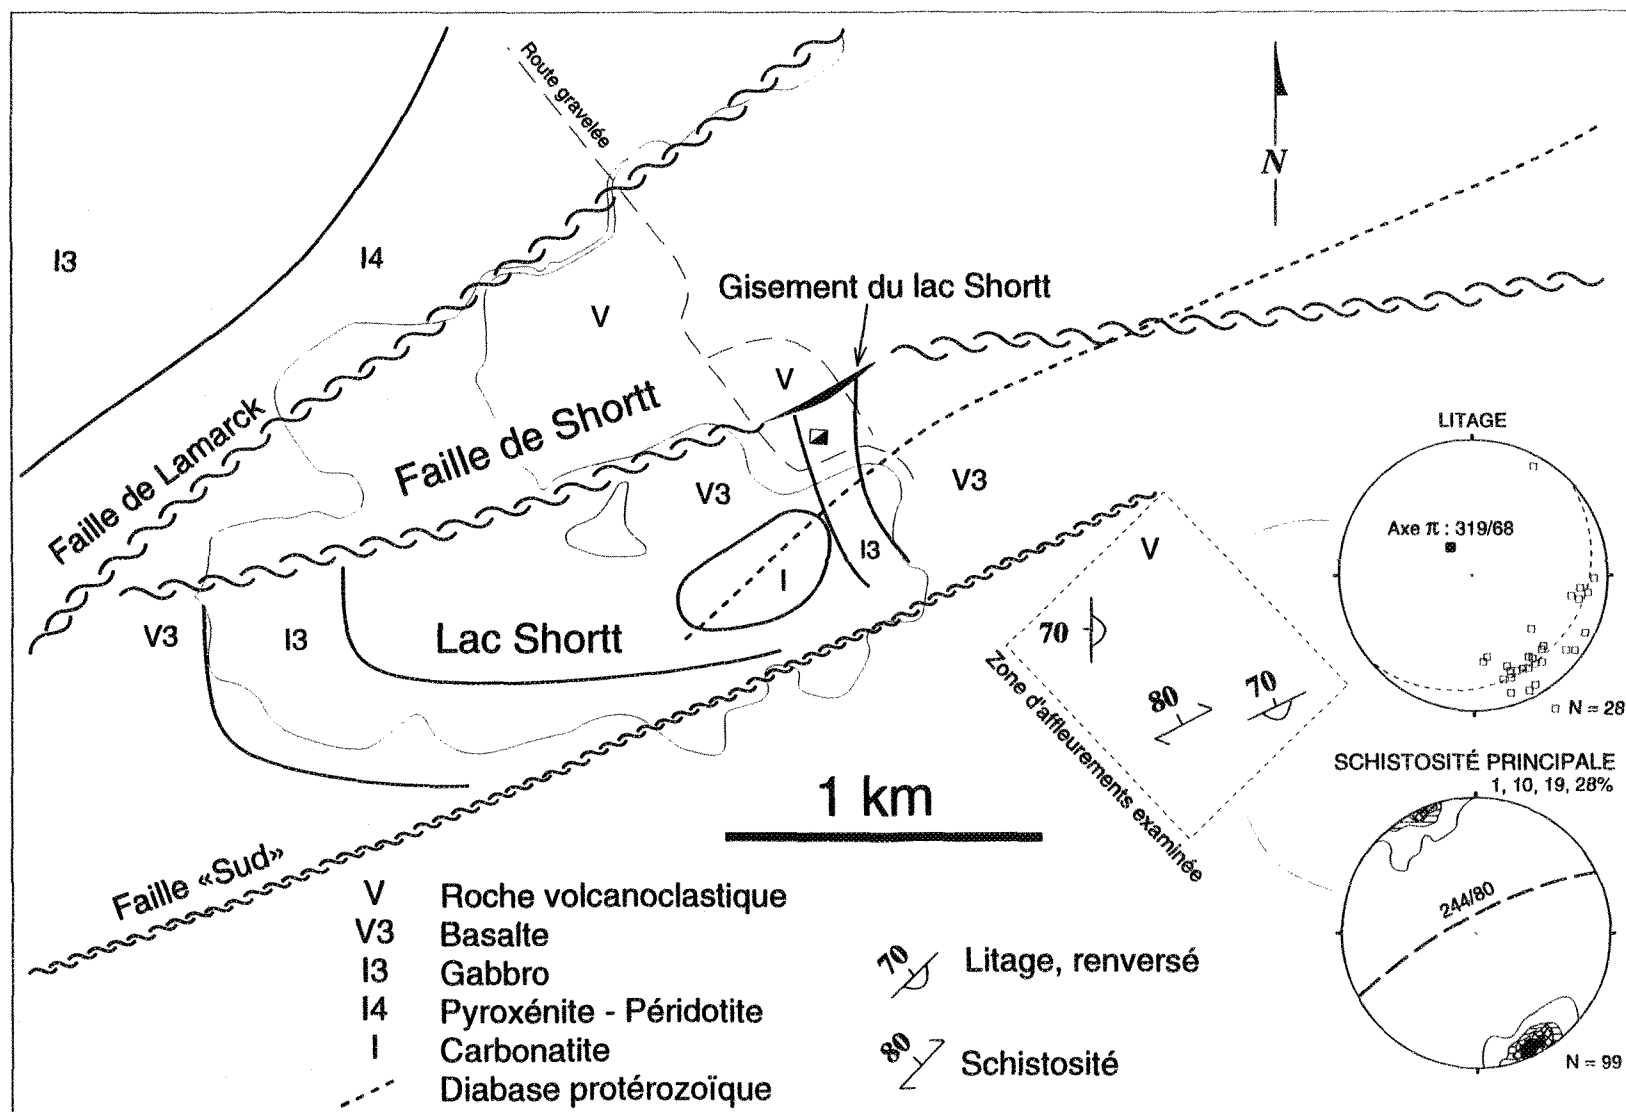 Route gravelée
N
I3
I4
V
Gisement du lac Shortt
V
Faille de Lamarck
Faille de Shortt
V3
V3
LITAGE
Axe π : 319/68
N = 28
V
I3
I
V3
I3
Lac Shortt
70
80
70
Zone d'affleurements examinée
1 km
SCHISTOSITÉ PRINCIPALE
1, 10, 19, 28%
244/80
N = 99
Faille «Sud»
V Roche volcanoclastique
V3 Basalte
I3 Gabbro
I4 Pyroxénite - Péridotite
I Carbonatite
Diabase protérozoïque
70 Litage, renversé
80 Schistosité